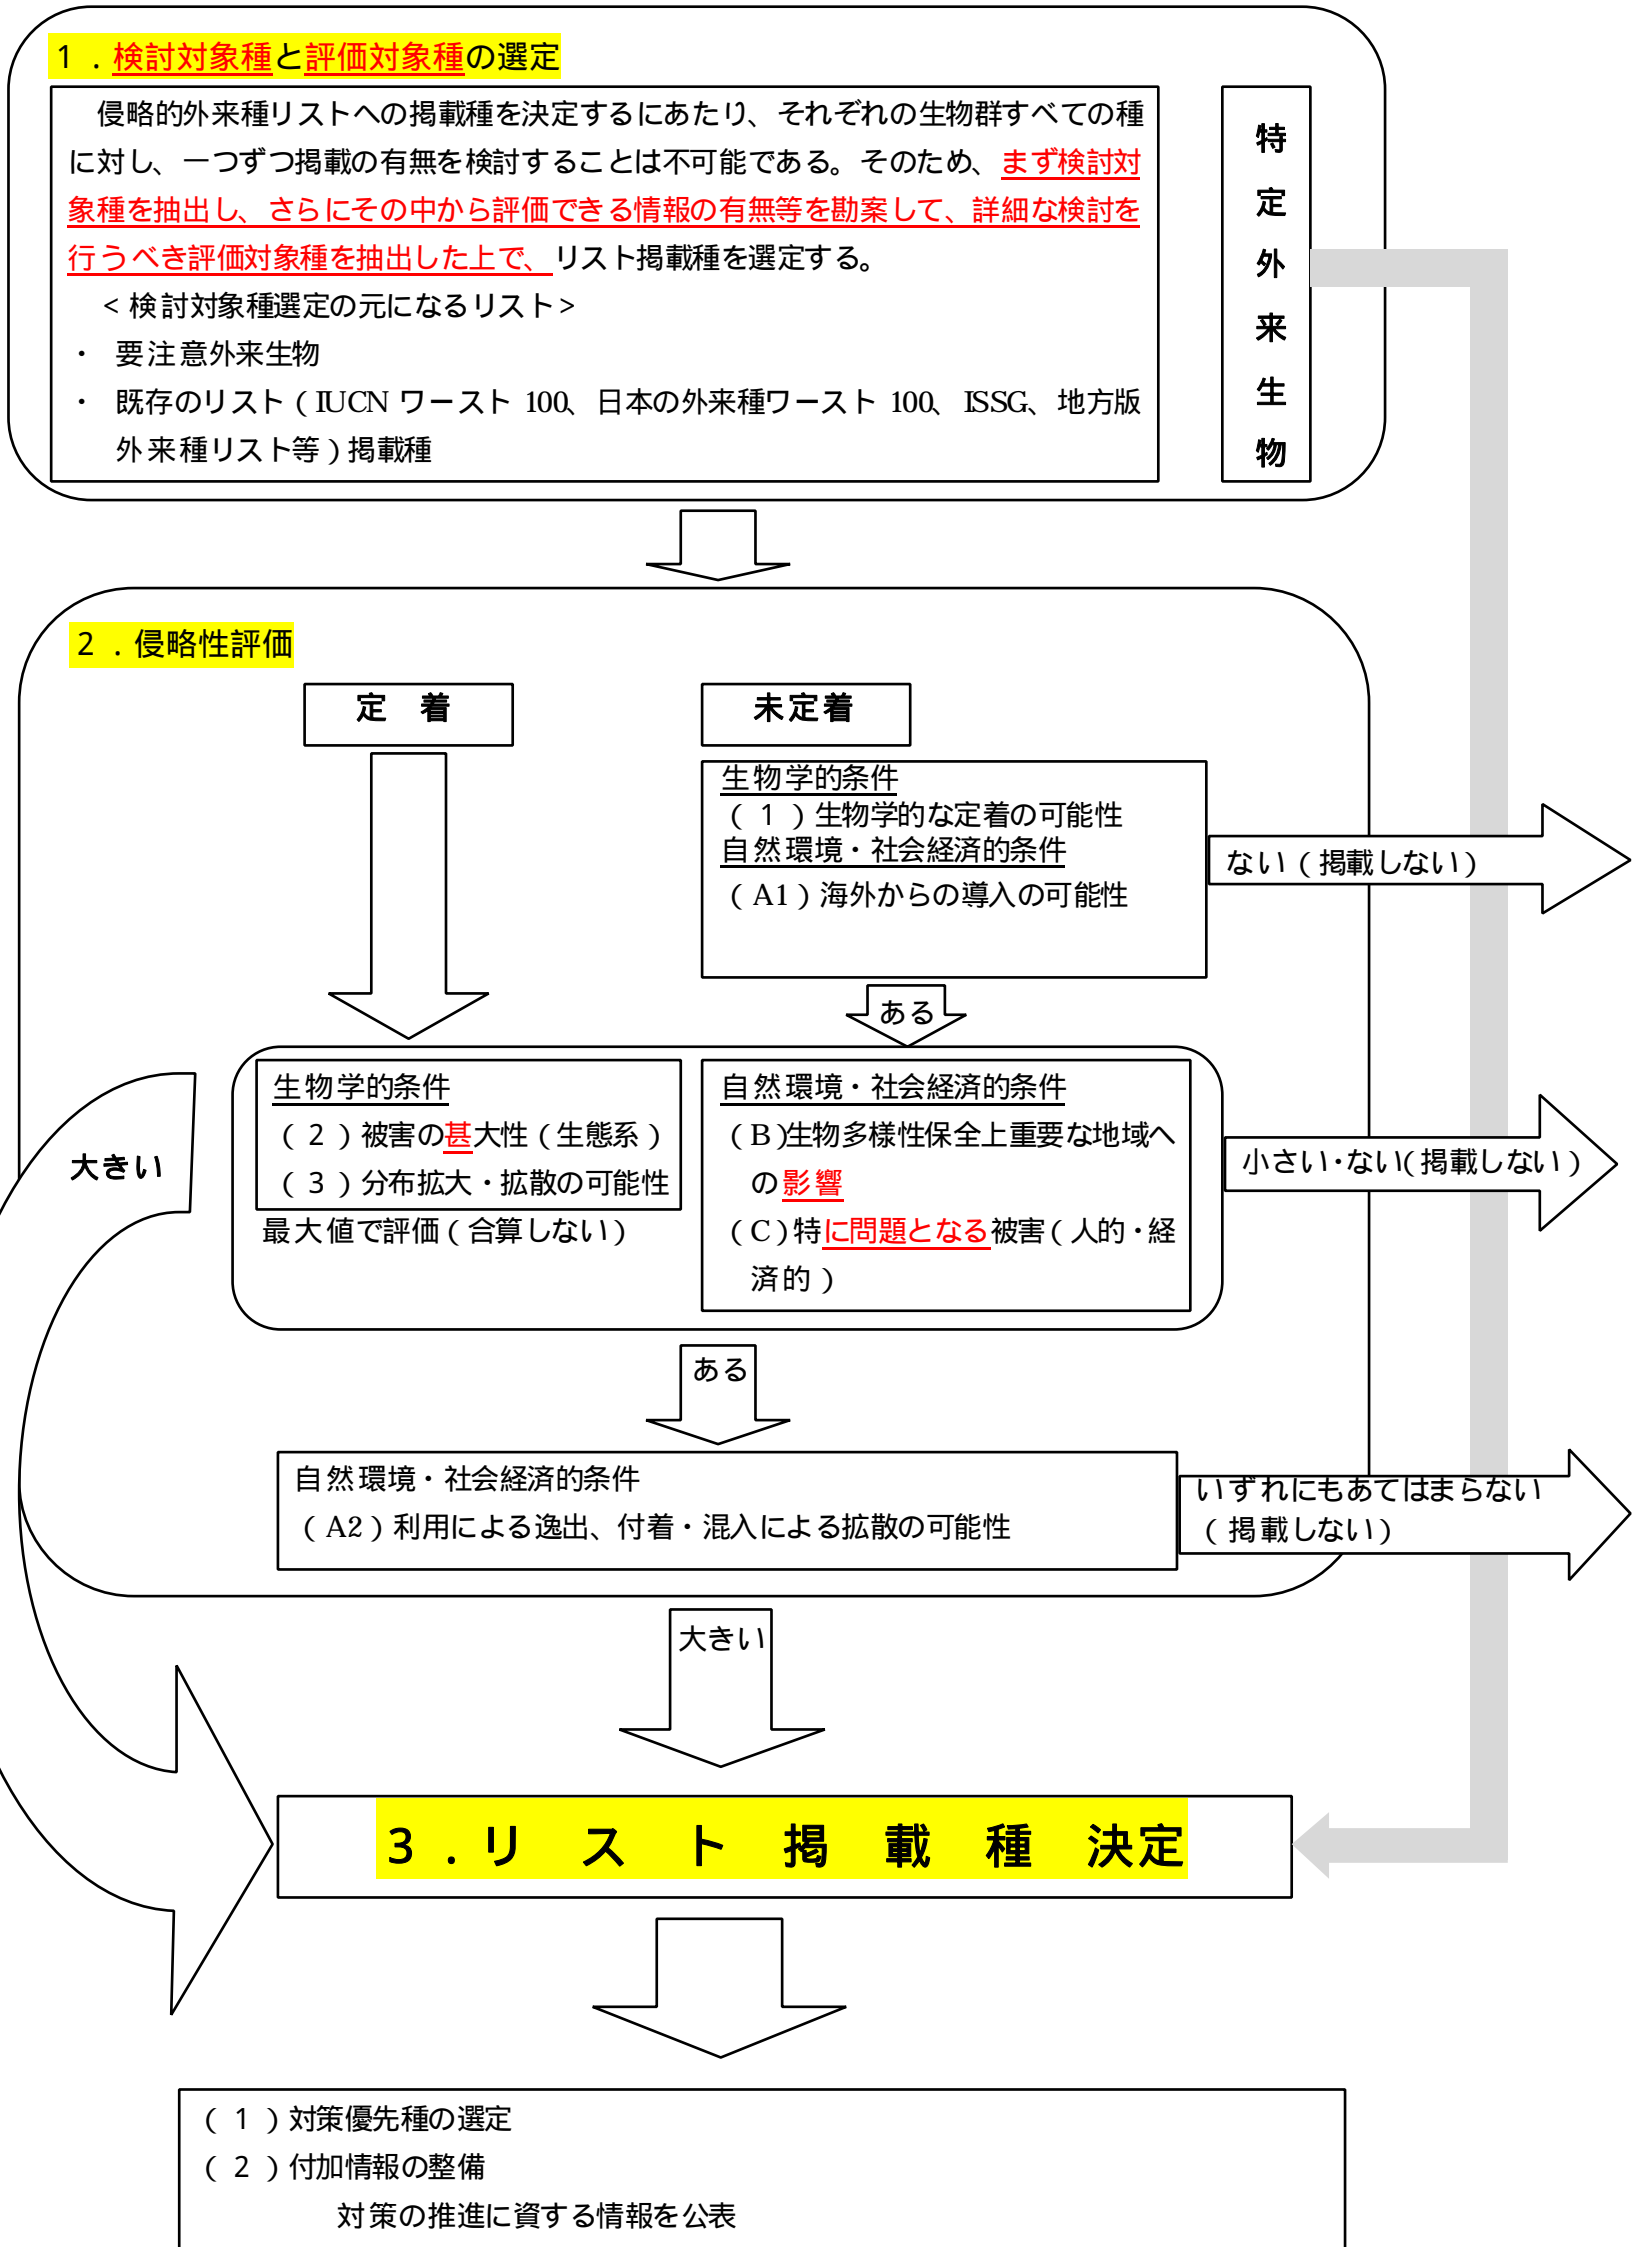 １．検討対象種と評価対象種の選定
侵略的外来種リストへの掲載種を決定するにあたり、それぞれの生物群すべての種
に対し、一つずつ掲載の有無を検討することは不可能である。そのため、まず検討対
象種を抽出し、さらにその中から評価できる情報の有無等を勘案して、詳細な検討を
行うべき評価対象種を抽出した上で、リスト掲載種を選定する。
＜検討対象種選定の元になるリスト＞
・ 要注意外来生物
・ 既存のリスト（IUCN ワースト 100、日本の外来種ワースト 100、ISSG、地方版
外来種リスト等）掲載種
特定外来生物
２．侵略性評価
定　着
未定着
生物学的条件
（１）生物学的な定着の可能性
自然環境・社会経済的条件
（A1）海外からの導入の可能性
ない（掲載しない）
ある
大きい
生物学的条件
（２）被害の甚大性（生態系）
（３）分布拡大・拡散の可能性
最大値で評価（合算しない）
自然環境・社会経済的条件
（B)生物多様性保全上重要な地域へ
の影響
（C)特に問題となる被害（人的・経
済的）
小さい・ない（掲載しない）
ある
自然環境・社会経済的条件
（A2）利用による逸出、付着・混入による拡散の可能性
いずれにもあてはまらない
（掲載しない）
大きい
３．リ　ス　ト　掲　載　種　決定
（１）対策優先種の選定
（２）付加情報の整備
対策の推進に資する情報を公表